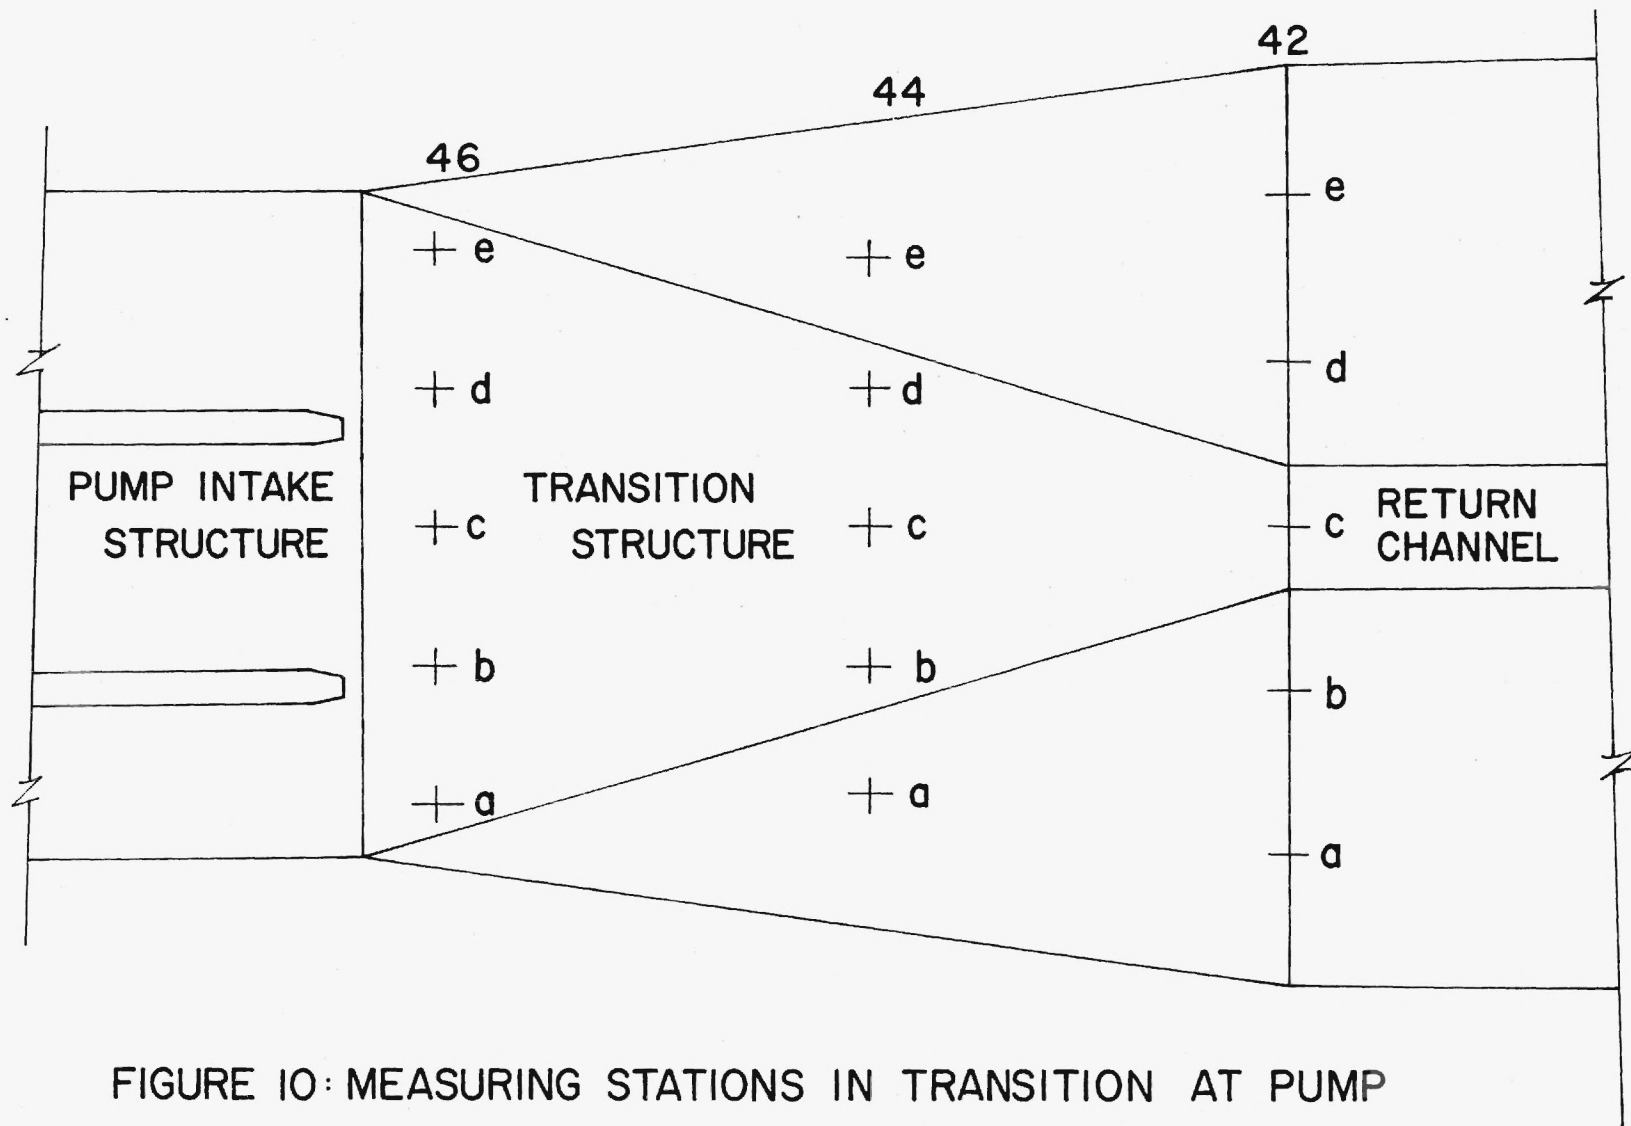 42
44
46
e
e
e
d
d
d
PUMP INTAKE
STRUCTURE
TRANSITION
STRUCTURE
c
c
c
RETURN
CHANNEL
b
b
b
a
a
a
FIGURE 10: MEASURING STATIONS IN TRANSITION AT PUMP